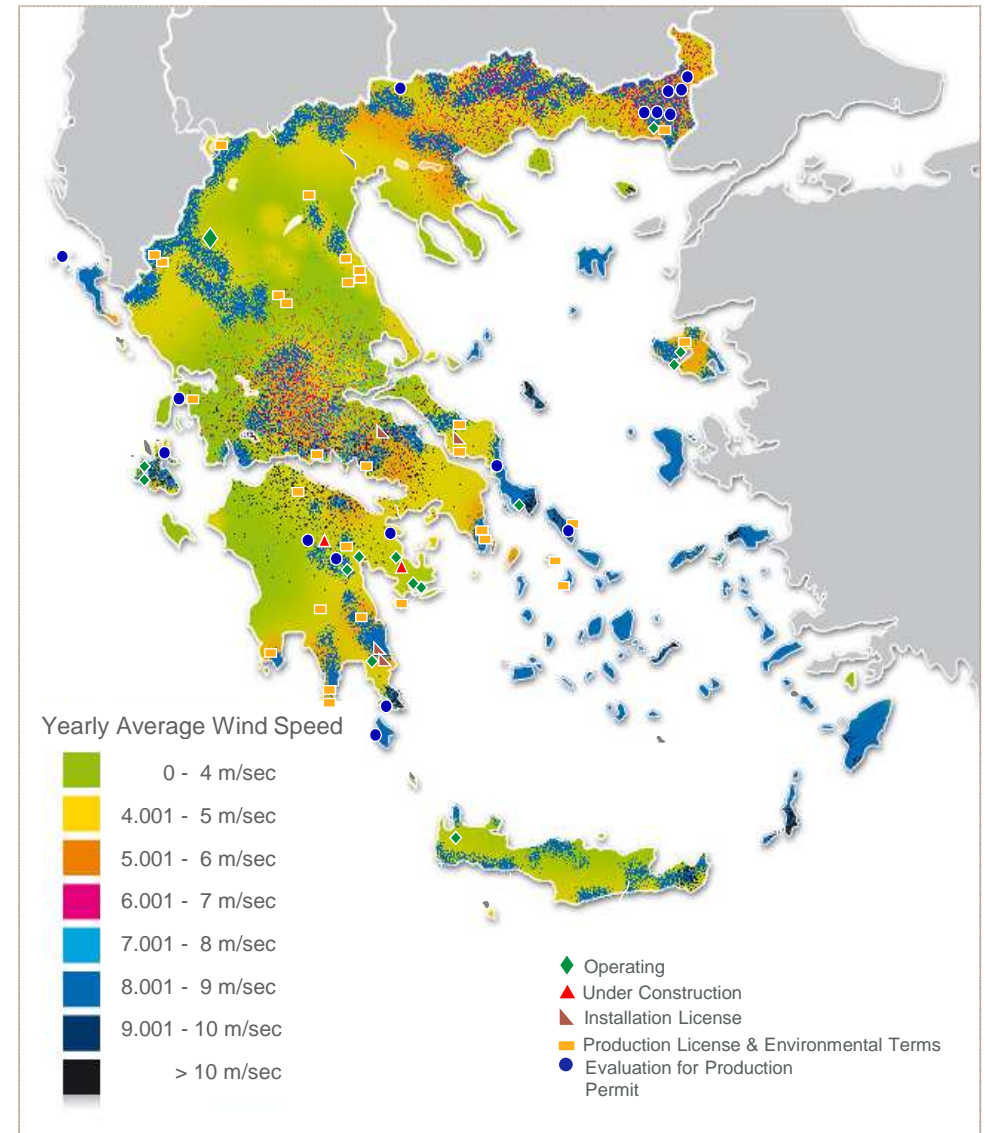 Yearly Average Wind Speed
0 - 4 m/sec
4.001 - 5 m/sec
5.001 - 6 m/sec
6.001 - 7 m/sec
7.001 - 8 m/sec
8.001 - 9 m/sec
9.001 - 10 m/sec
> 10 m/sec
Operating
Under Construction
Installation License
Production License & Environmental Terms
Evaluation for Production
Permit